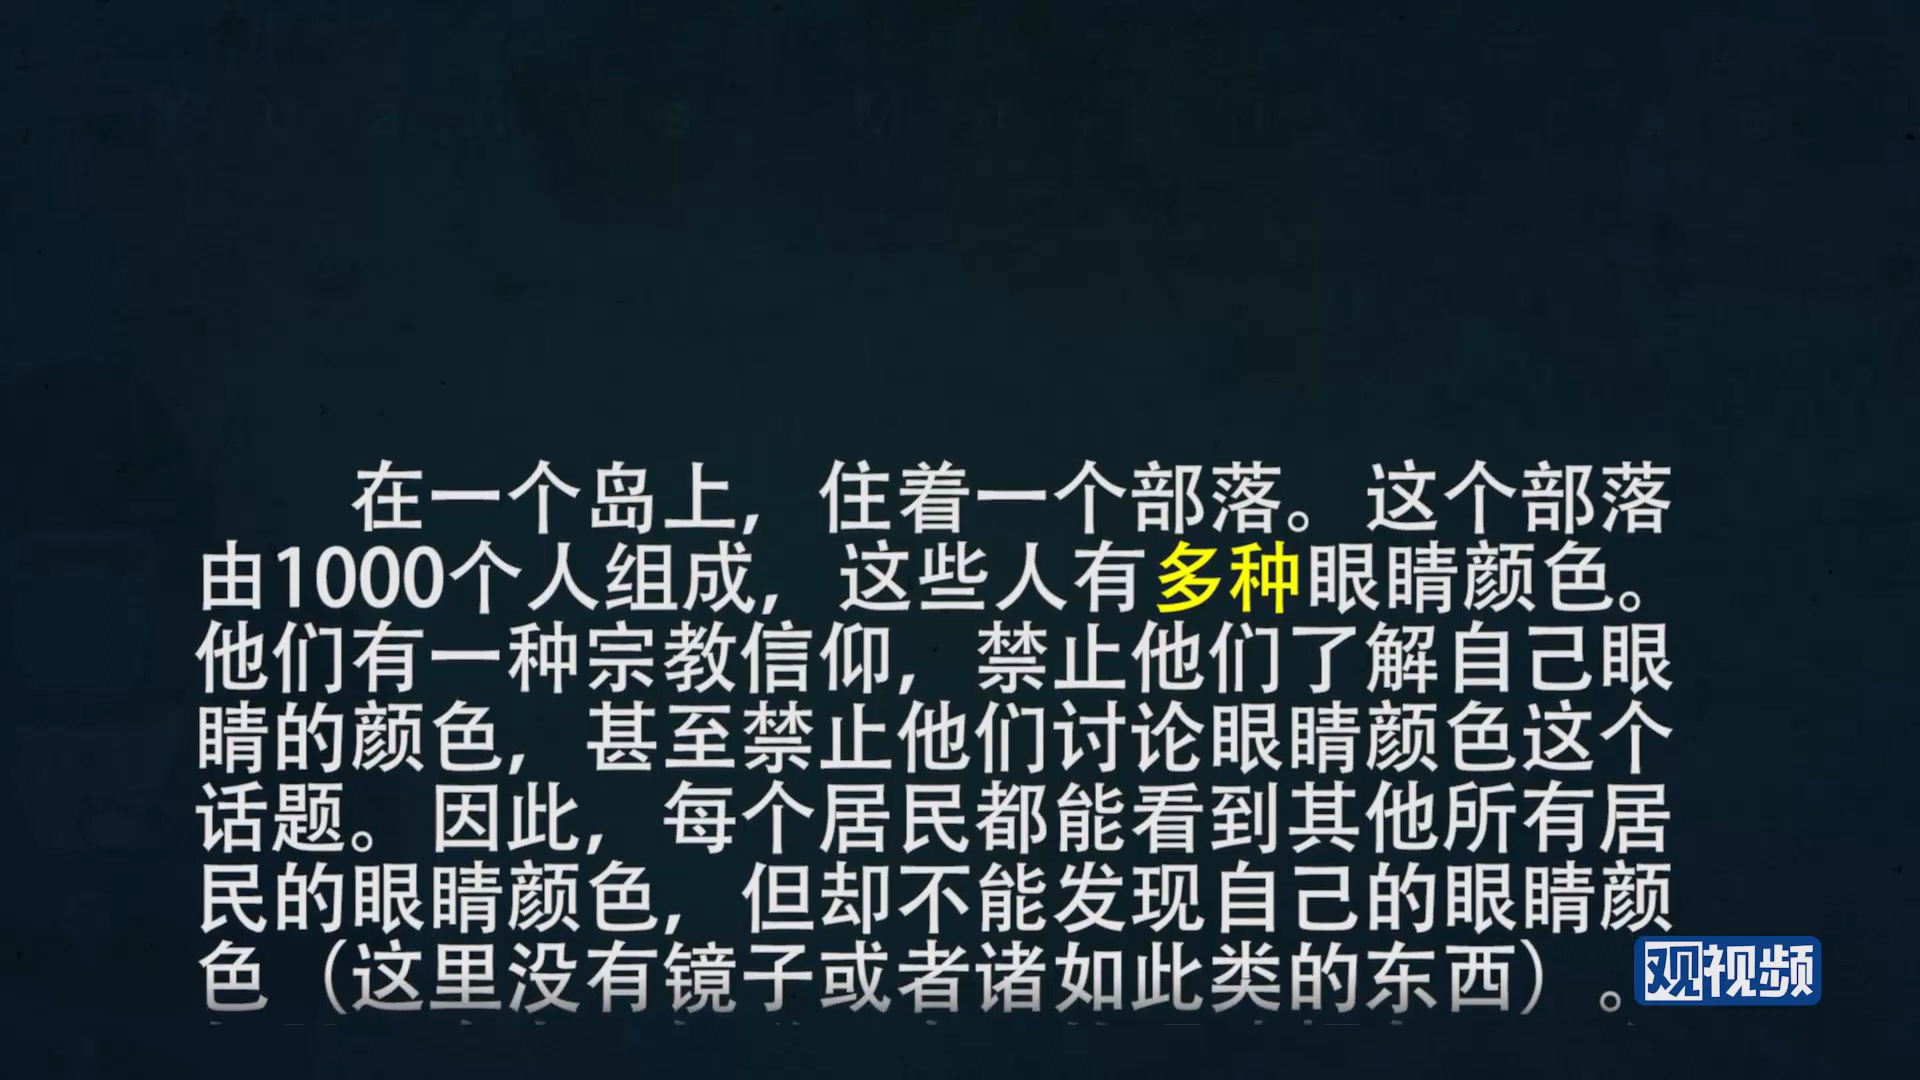 在一个岛上，住着一个部落。这个部落
由1000个人组成，这些人有多种眼睛颜色。
他们有一种宗教信仰，禁止他们了解自己眼
睛的颜色，甚至禁止他们讨论眼睛颜色这个
话题。因此，每个居民都能看到其他所有居
民的眼睛颜色，但却不能发现自己的眼睛颜
色（这里没有镜子或者诸如此类的东西）。
观视频